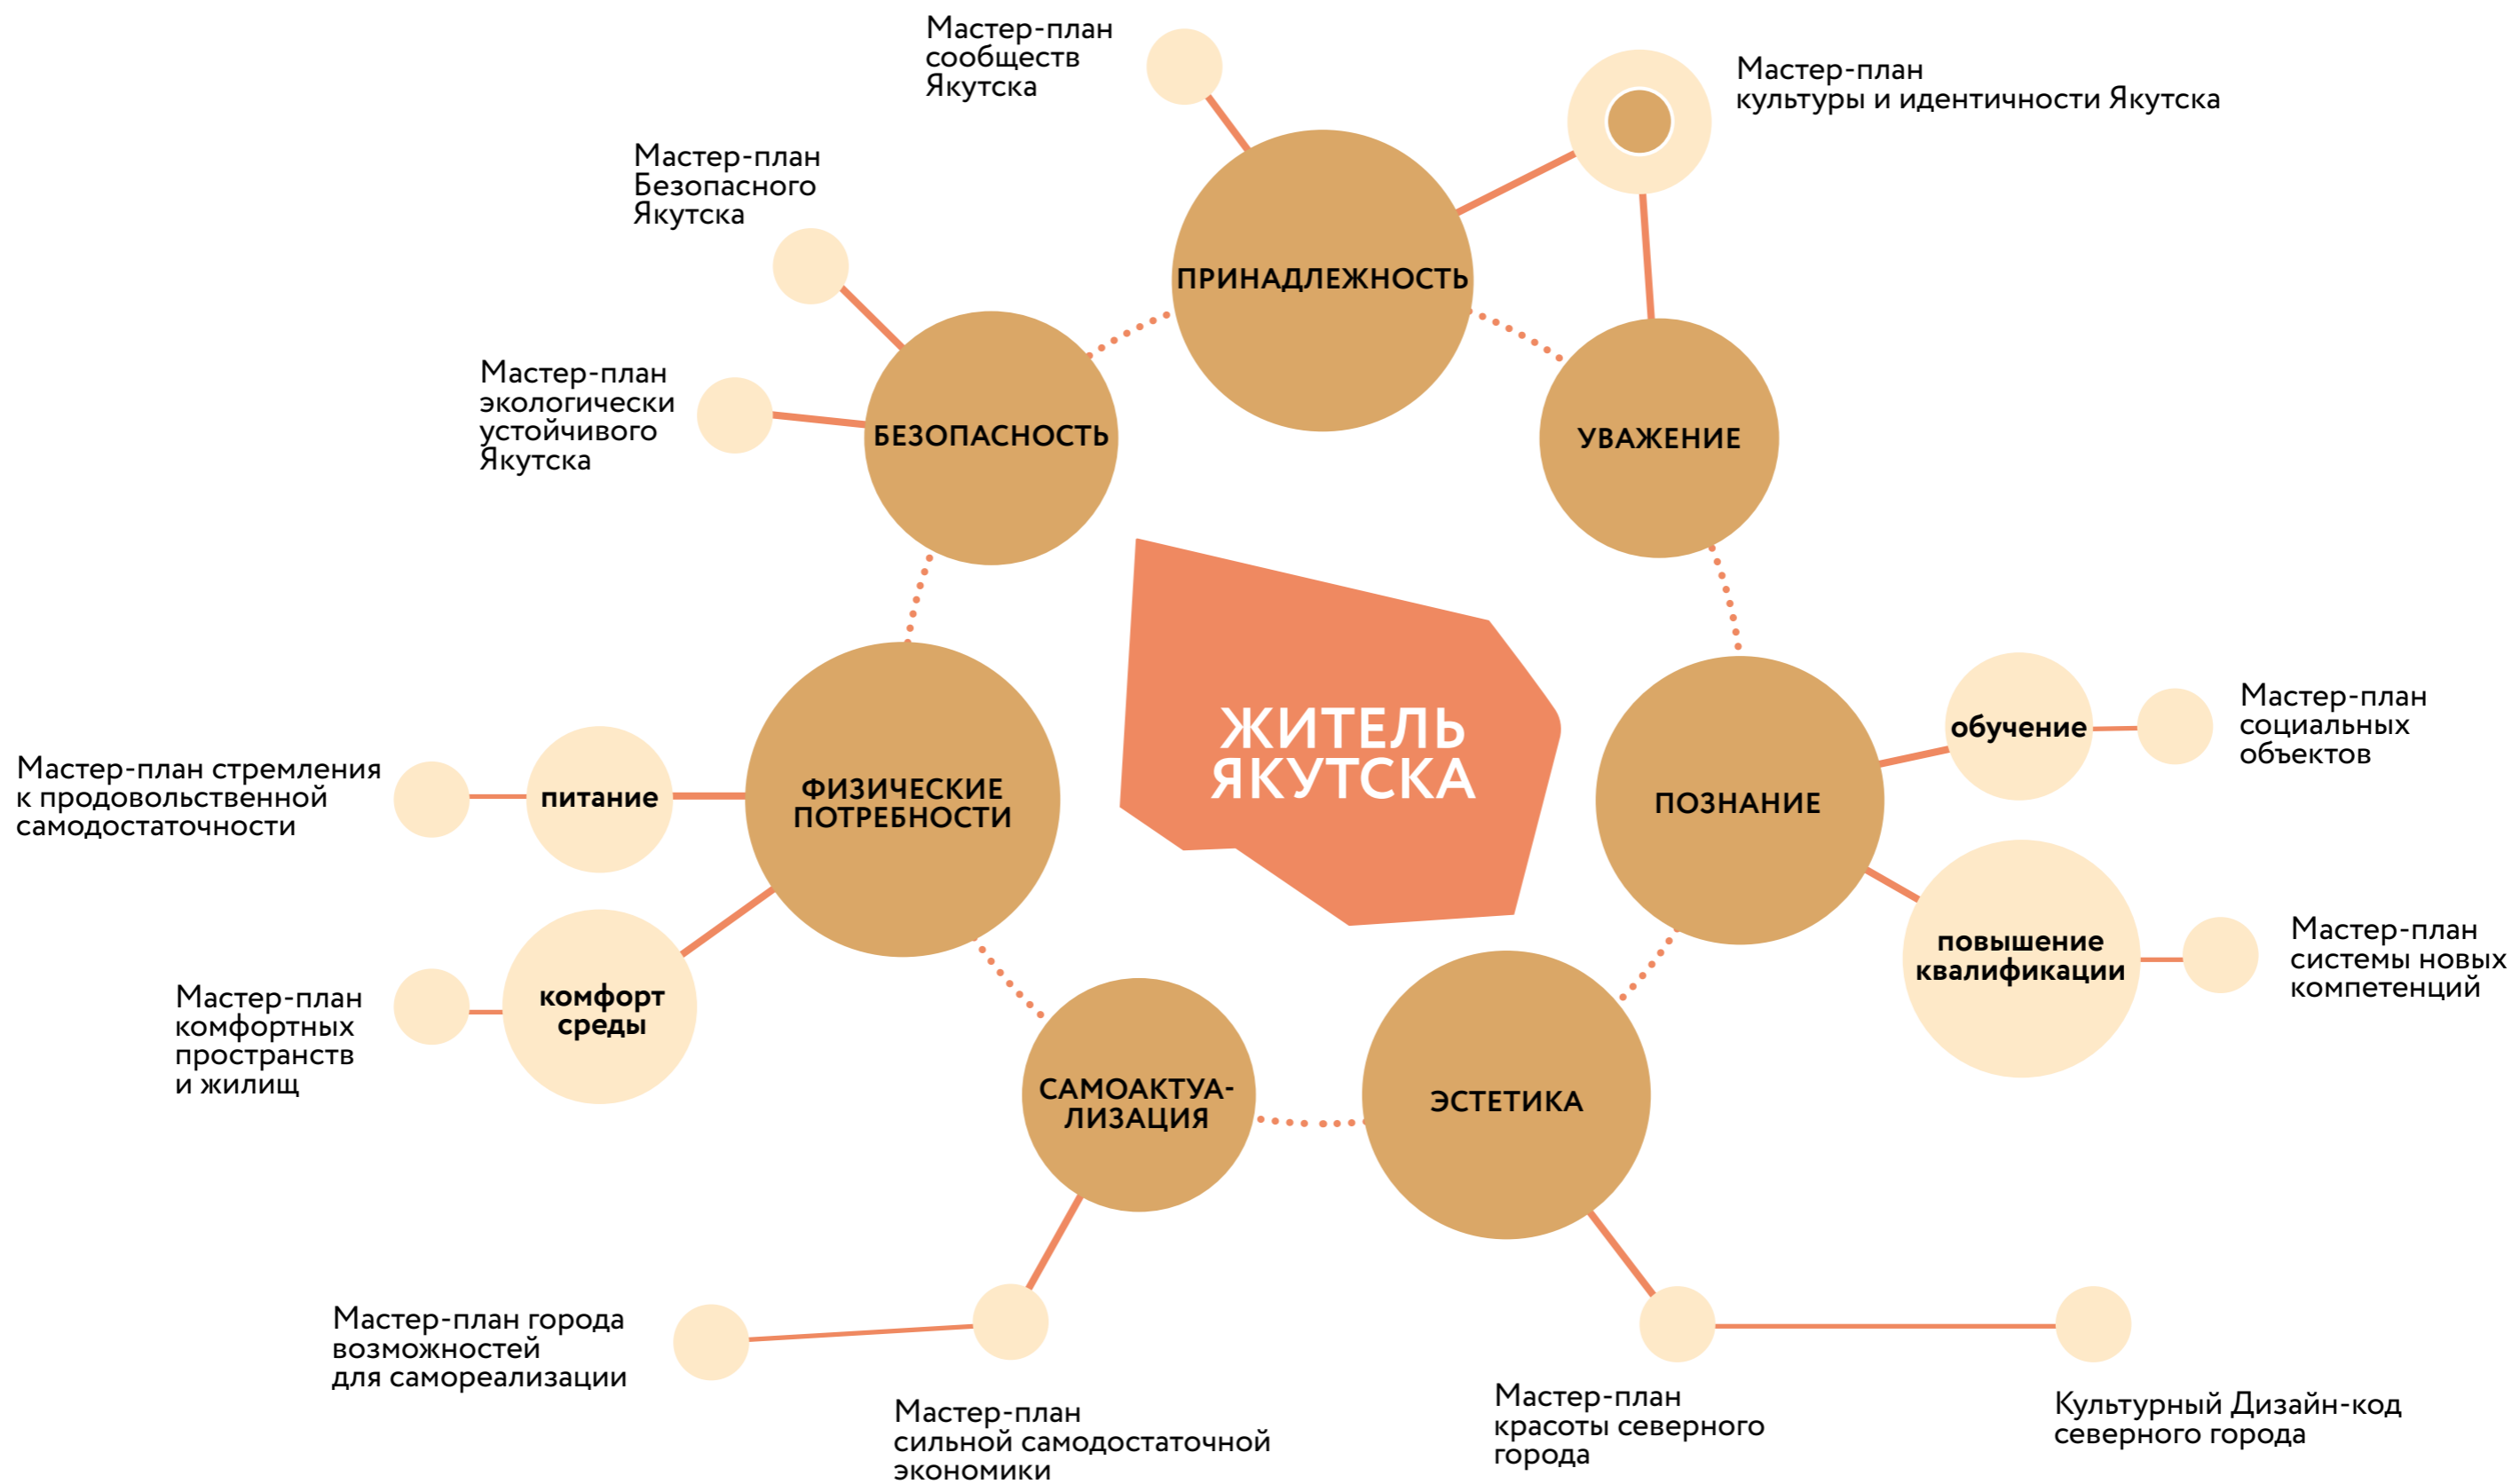 Мастер-план
сообществ
Якутска
Мастер-план
культуры и идентичности Якутска
Мастер-план
Безопасного
Якутска
ПРИНАДЛЕЖНОСТЬ
Мастер-план
экологически
устойчивого
Якутска
БЕЗОПАСНОСТЬ
УВАЖЕНИЕ
ЖИТЕЛЬ
ЯКУТСКА
Мастер-план стремления
к продовольственной
самодостаточности
питание
ФИЗИЧЕСКИЕ
ПОТРЕБНОСТИ
ПОЗНАНИЕ
обучение
Мастер-план
социальных
объектов
повышение
квалификации
Мастер-план
системы новых
компетенций
Мастер-план
комфортных
пространств
и жилищ
комфорт
среды
САМОАКТУА-
ЛИЗАЦИЯ
ЭСТЕТИКА
Мастер-план города
возможностей
для самореализации
Мастер-план
сильной самодостаточной
экономики
Мастер-план
красоты северного
города
Культурный Дизайн-код
северного города